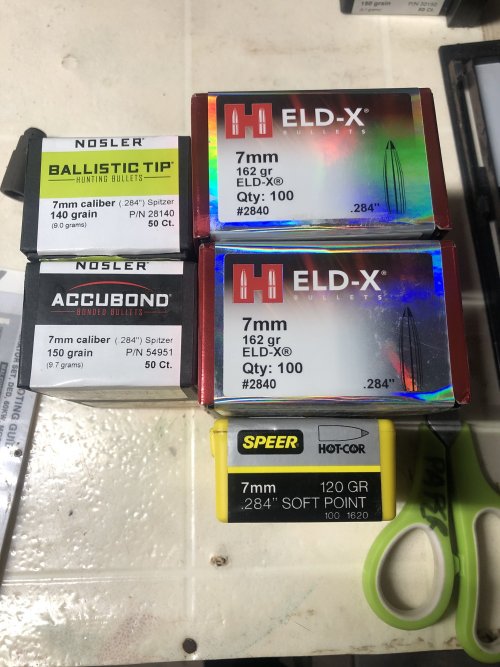 150 grain P/N 52150
NOSLER®
BALLISTIC TIP®
HUNTING BULLETS
7mm caliber (.284") Spitzer
140 grain P/N 28140
(9.0 grams) 50 Ct.
NOSLER®
ACCUBOND®
BONDED BULLETS
7mm caliber (.284") Spitzer
150 grain P/N 54951
(9.7 grams) 50 Ct.
H ELD-X®
BULLETS
7mm
162 gr
ELD-X®
Qty: 100
#2840 .284"
H ELD-X®
BULLETS
7mm
162 gr
ELD-X®
Qty: 100
#2840 .284"
SPEER® HOT-COR
7mm 120 GR
.284" SOFT POINT
100 1620